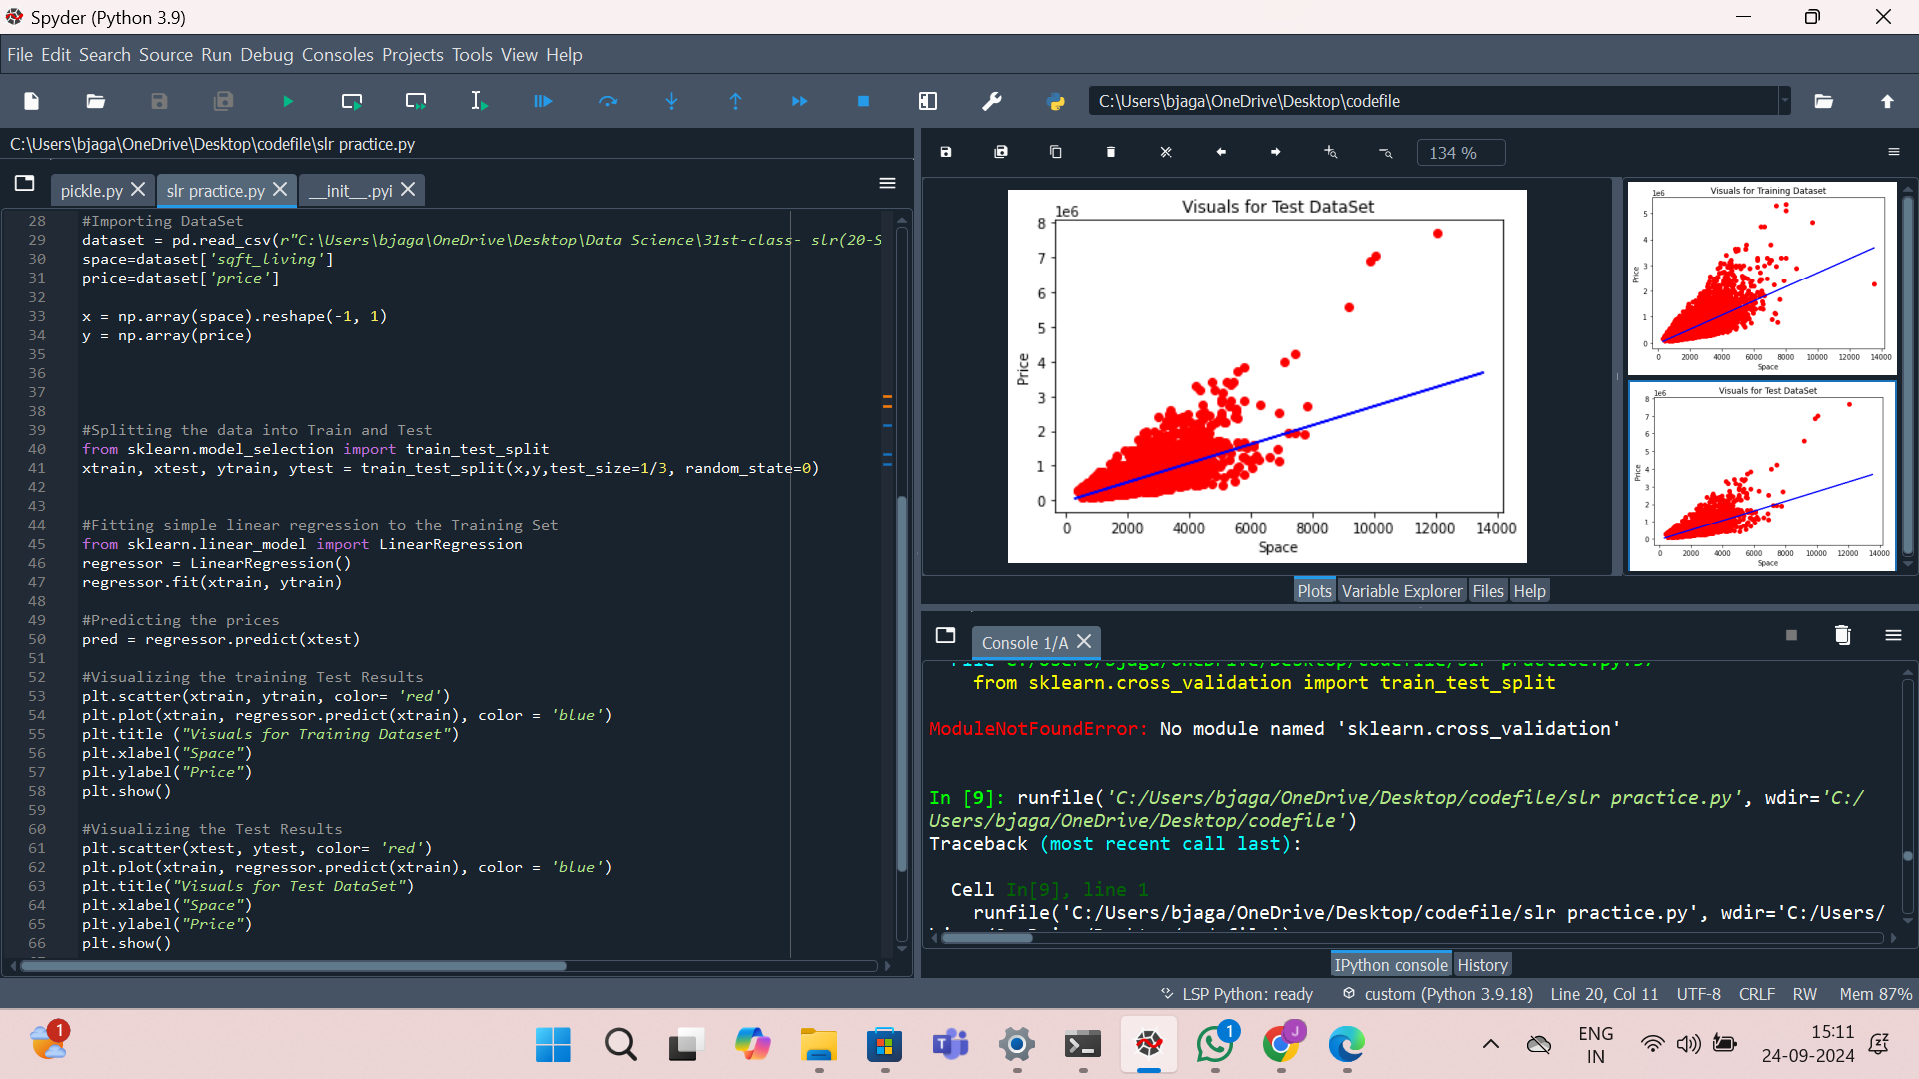 Spyder (Python 3.9)
File Edit Search Source Run Debug Consoles Projects Tools View Help
C:\Users\bjaga\OneDrive\Desktop\codefile
C:\Users\bjaga\OneDrive\Desktop\codefile\slr practice.py
pickle.py
slr practice.py
__init__.pyi
28 #Importing DataSet
29 dataset = pd.read_csv(r"C:\Users\bjaga\OneDrive\Desktop\Data Science\31st-class- slr(20-S
30 space=dataset['sqft_living']
31 price=dataset['price']
32
33 x = np.array(space).reshape(-1, 1)
34 y = np.array(price)
35
36
37
38
39 #Splitting the data into Train and Test
40 from sklearn.model_selection import train_test_split
41 xtrain, xtest, ytrain, ytest = train_test_split(x,y,test_size=1/3, random_state=0)
42
43
44 #Fitting simple linear regression to the Training Set
45 from sklearn.linear_model import LinearRegression
46 regressor = LinearRegression()
47 regressor.fit(xtrain, ytrain)
48
49 #Predicting the prices
50 pred = regressor.predict(xtest)
51
52 #Visualizing the training Test Results
53 plt.scatter(xtrain, ytrain, color= 'red')
54 plt.plot(xtrain, regressor.predict(xtrain), color = 'blue')
55 plt.title ("Visuals for Training Dataset")
56 plt.xlabel("Space")
57 plt.ylabel("Price")
58 plt.show()
59
60 #Visualizing the Test Results
61 plt.scatter(xtest, ytest, color= 'red')
62 plt.plot(xtrain, regressor.predict(xtrain), color = 'blue')
63 plt.title("Visuals for Test DataSet")
64 plt.xlabel("Space")
65 plt.ylabel("Price")
66 plt.show()
134 %
Visuals for Test DataSet
1e6
8
7
6
5
4
3
2
1
0
Price
0 2000 4000 6000 8000 10000 12000 14000
Space
Visuals for Training Dataset
1e6
5
4
3
2
1
0
Price
0 2000 4000 6000 8000 10000 12000 14000
Space
Visuals for Test DataSet
1e6
8
7
6
5
4
3
2
1
0
Price
0 2000 4000 6000 8000 10000 12000 14000
Space
Plots Variable Explorer Files Help
Console 1/A
from sklearn.cross_validation import train_test_split
ModuleNotFoundError: No module named 'sklearn.cross_validation'
In [9]: runfile('C:/Users/bjaga/OneDrive/Desktop/codefile/slr practice.py', wdir='C:/
Users/bjaga/OneDrive/Desktop/codefile')
Traceback (most recent call last):
Cell In[9], line 1
runfile('C:/Users/bjaga/OneDrive/Desktop/codefile/slr practice.py', wdir='C:/Users/
IPython console History
LSP Python: ready custom (Python 3.9.18) Line 20, Col 11 UTF-8 CRLF RW Mem 87%
1
1
J
ENG
IN
15:11
24-09-2024